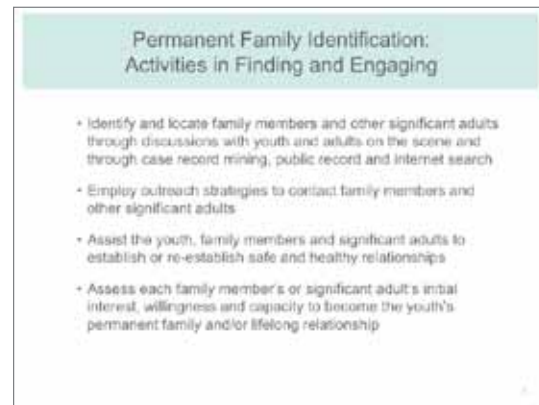 Permanent Family Identification:
Activities in Finding and Engaging
• Identify and locate family members and other significant adults
through discussions with youth and adults on the scene and
through case record mining, public record and internet search
• Employ outreach strategies to contact family members and
other significant adults
• Assist the youth, family members and significant adults to
establish or re-establish safe and healthy relationships
• Assess each family member's or significant adult's initial
interest, willingness and capacity to become the youth's
permanent family and/or lifelong relationship